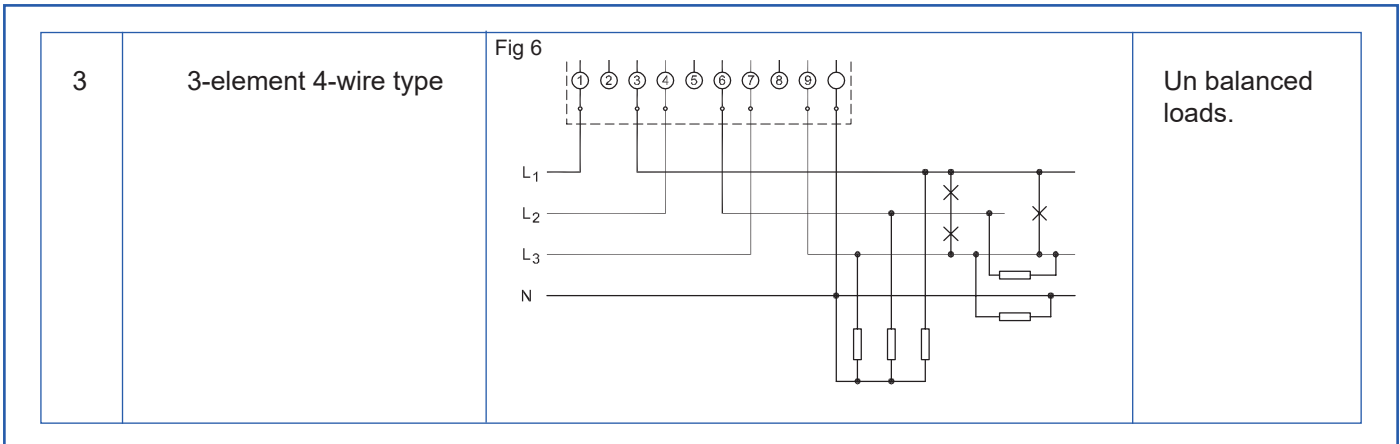 3
3-element 4-wire type
Fig 6
1 2 3 4 5 6 7 8 9
L1
L2
L3
N
Un balanced
loads.